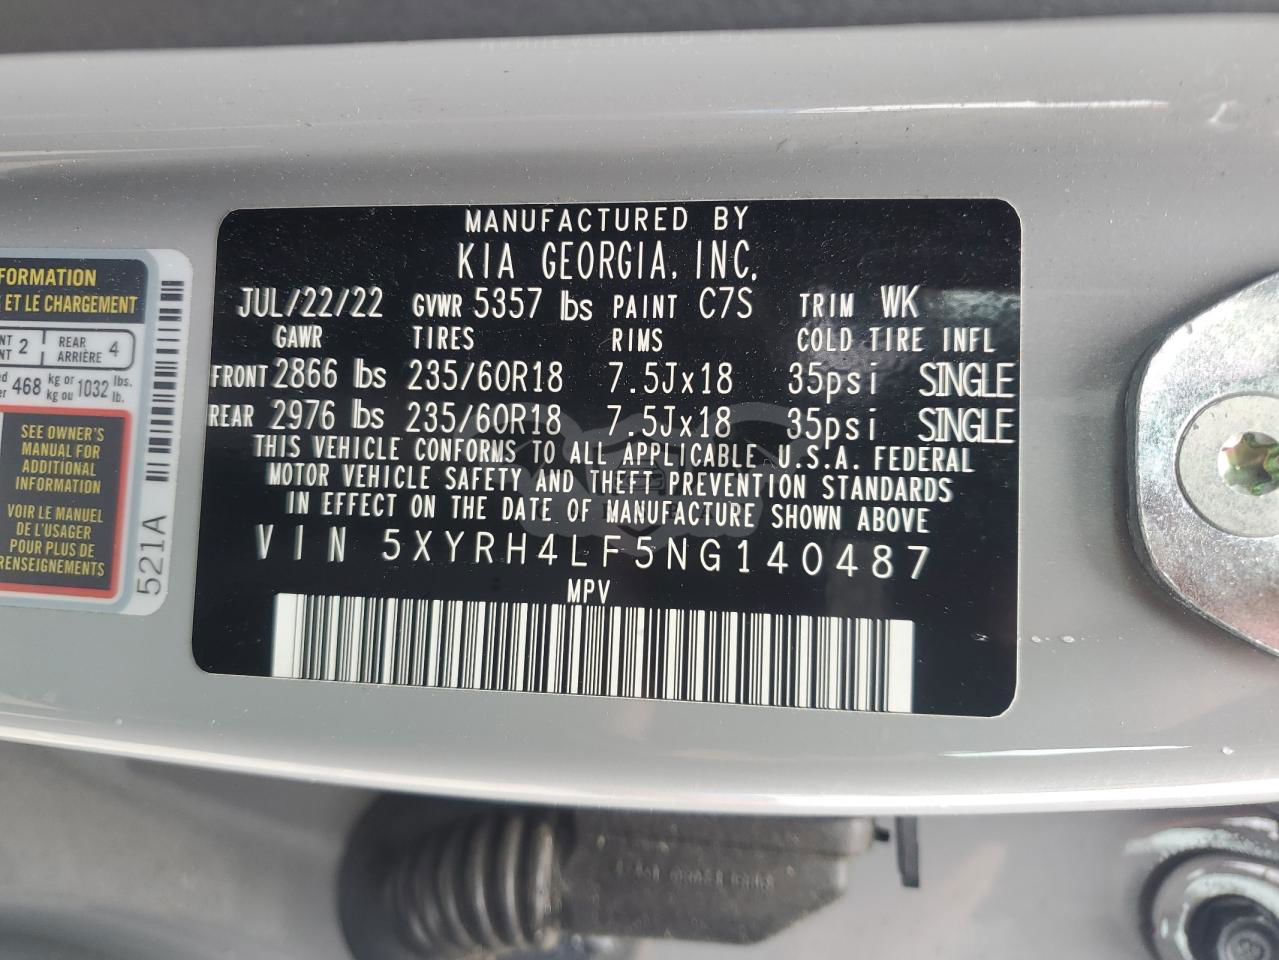 MANUFACTURED BY
KIA GEORGIA, INC.
JUL/22/22 GVWR 5357 lbs PAINT C7S TRIM WK
GAWR TIRES RIMS COLD TIRE INFL
FRONT 2866 lbs 235/60R18 7.5Jx18 35psi SINGLE
REAR 2976 lbs 235/60R18 7.5Jx18 35psi SINGLE
THIS VEHICLE CONFORMS TO ALL APPLICABLE U.S.A. FEDERAL
MOTOR VEHICLE SAFETY AND THEFT PREVENTION STANDARDS
IN EFFECT ON THE DATE OF MANUFACTURE SHOWN ABOVE
VIN 5XYRH4LF5NG140487
MPV
ET LE CHARGEMENT
2 REAR ARRIÈRE 4
468 kg or kg ou 1032 lbs. lb.
SEE OWNER'S
MANUAL FOR
ADDITIONAL
INFORMATION
VOIR LE MANUEL
DE L'USAGER
POUR PLUS DE
RENSEIGNEMENTS
521A